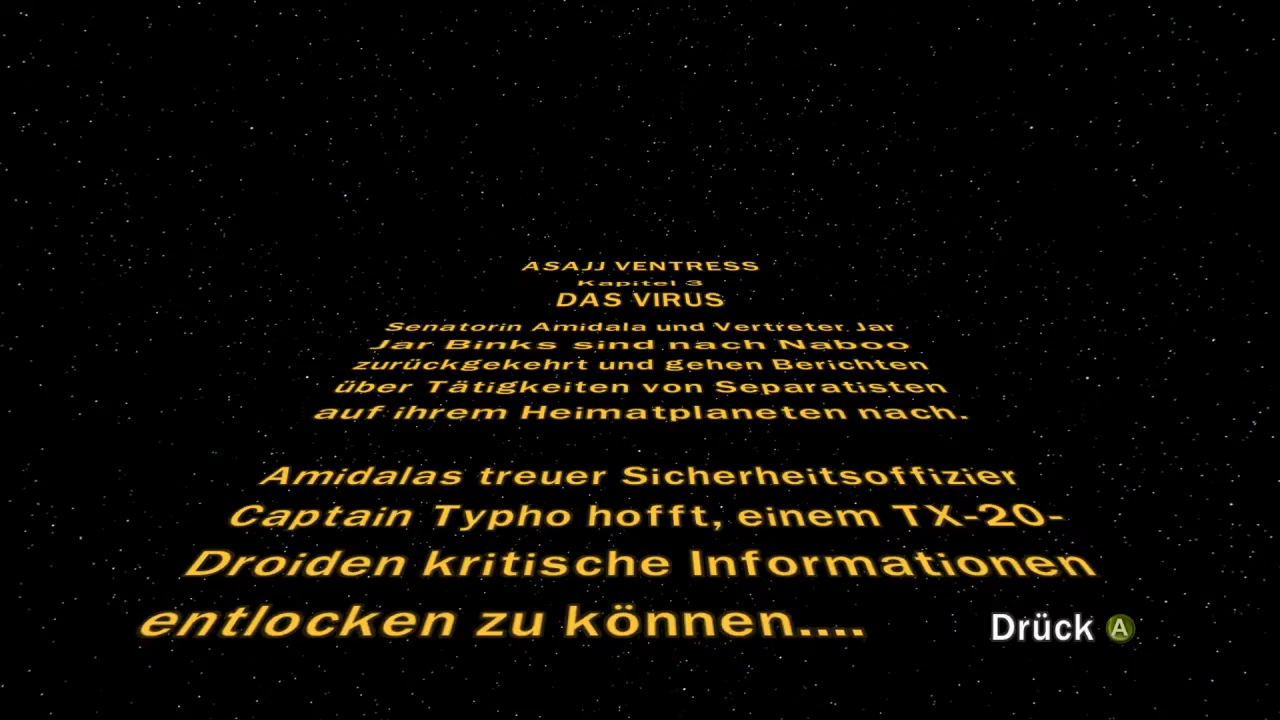 ASAJJ VENTRESS
Kapitel 3
DAS VIRUS
Senatorin Amidala und Vertreter Jar
Jar Binks sind nach Naboo
zurückgekehrt und gehen Berichten
über Tätigkeiten von Separatisten
auf ihrem Heimatplaneten nach.
Amidalas treuer Sicherheitsoffizier
Captain Typho hofft, einem TX-20-
Droiden kritische Informationen
entlocken zu können....
Drück A